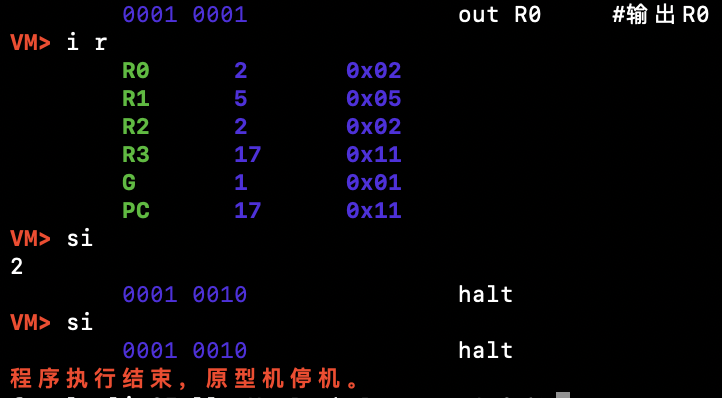 0001 0001 out R0 #输出R0
VM> i r
R0 2 0x02
R1 5 0x05
R2 2 0x02
R3 17 0x11
G 1 0x01
PC 17 0x11
VM> si
2
0001 0010 halt
VM> si
0001 0010 halt
程序执行结束，原型机停机。